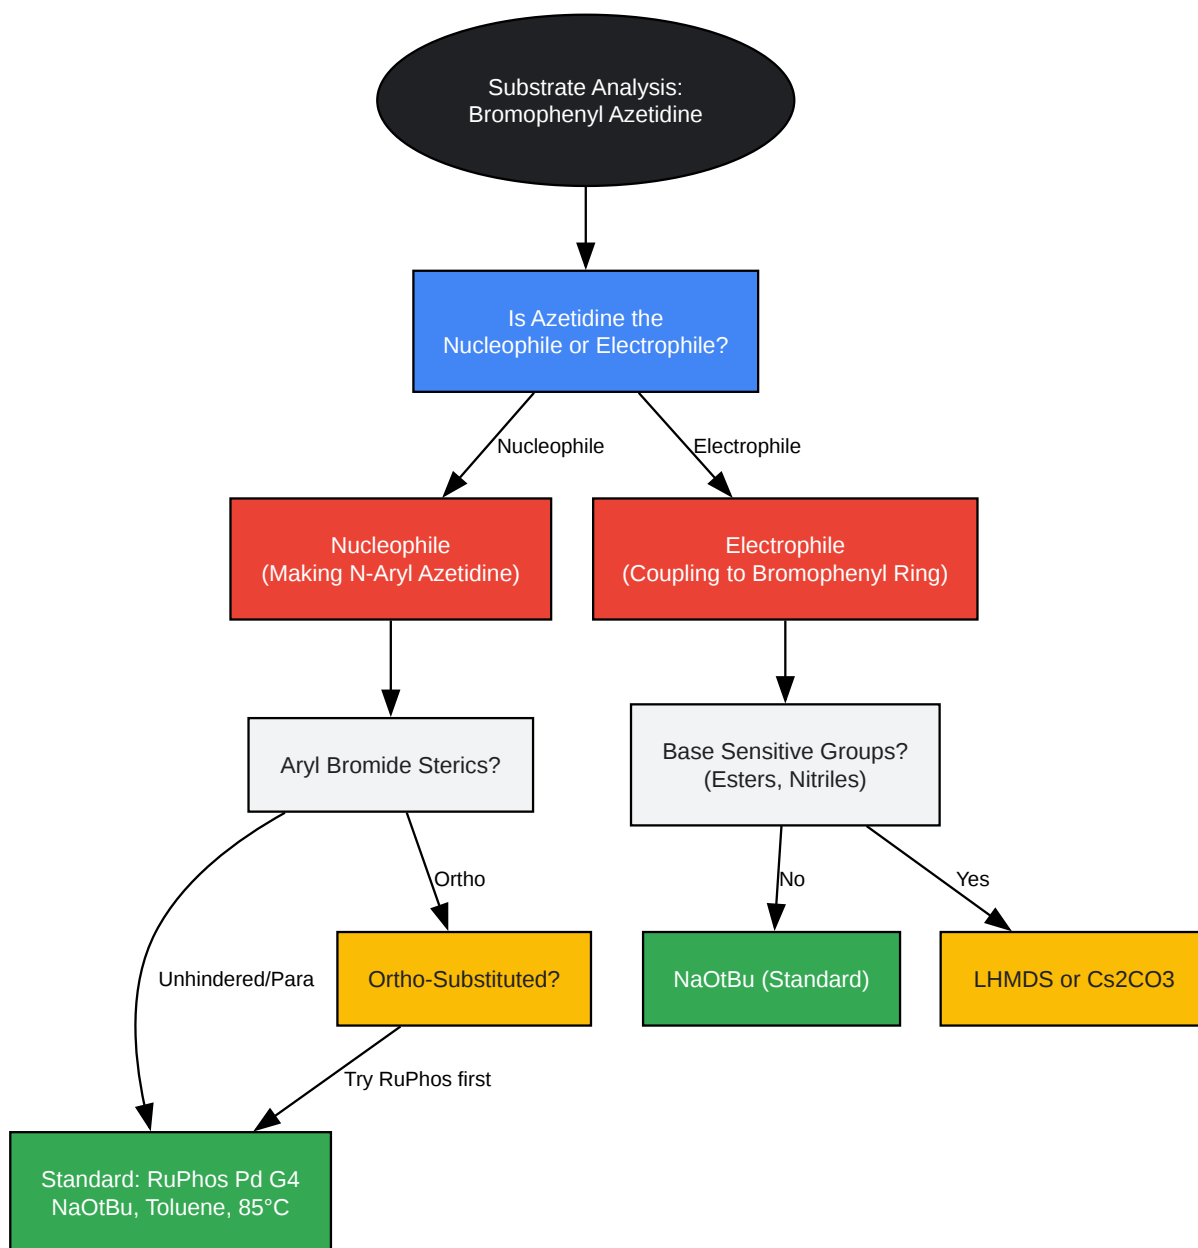 Substrate Analysis:
Bromophenyl Azetidine
Is Azetidine the
Nucleophile or Electrophile?
Nucleophile
Electrophile
Nucleophile
(Making N-Aryl Azetidine)
Electrophile
(Coupling to Bromophenyl Ring)
Aryl Bromide Sterics?
Base Sensitive Groups?
(Esters, Nitriles)
Ortho
No
Yes
Unhindered/Para
Ortho-Substituted?
NaOtBu (Standard)
LHMDS or Cs2CO3
Try RuPhos first
Standard: RuPhos Pd G4
NaOtBu, Toluene, 85°C